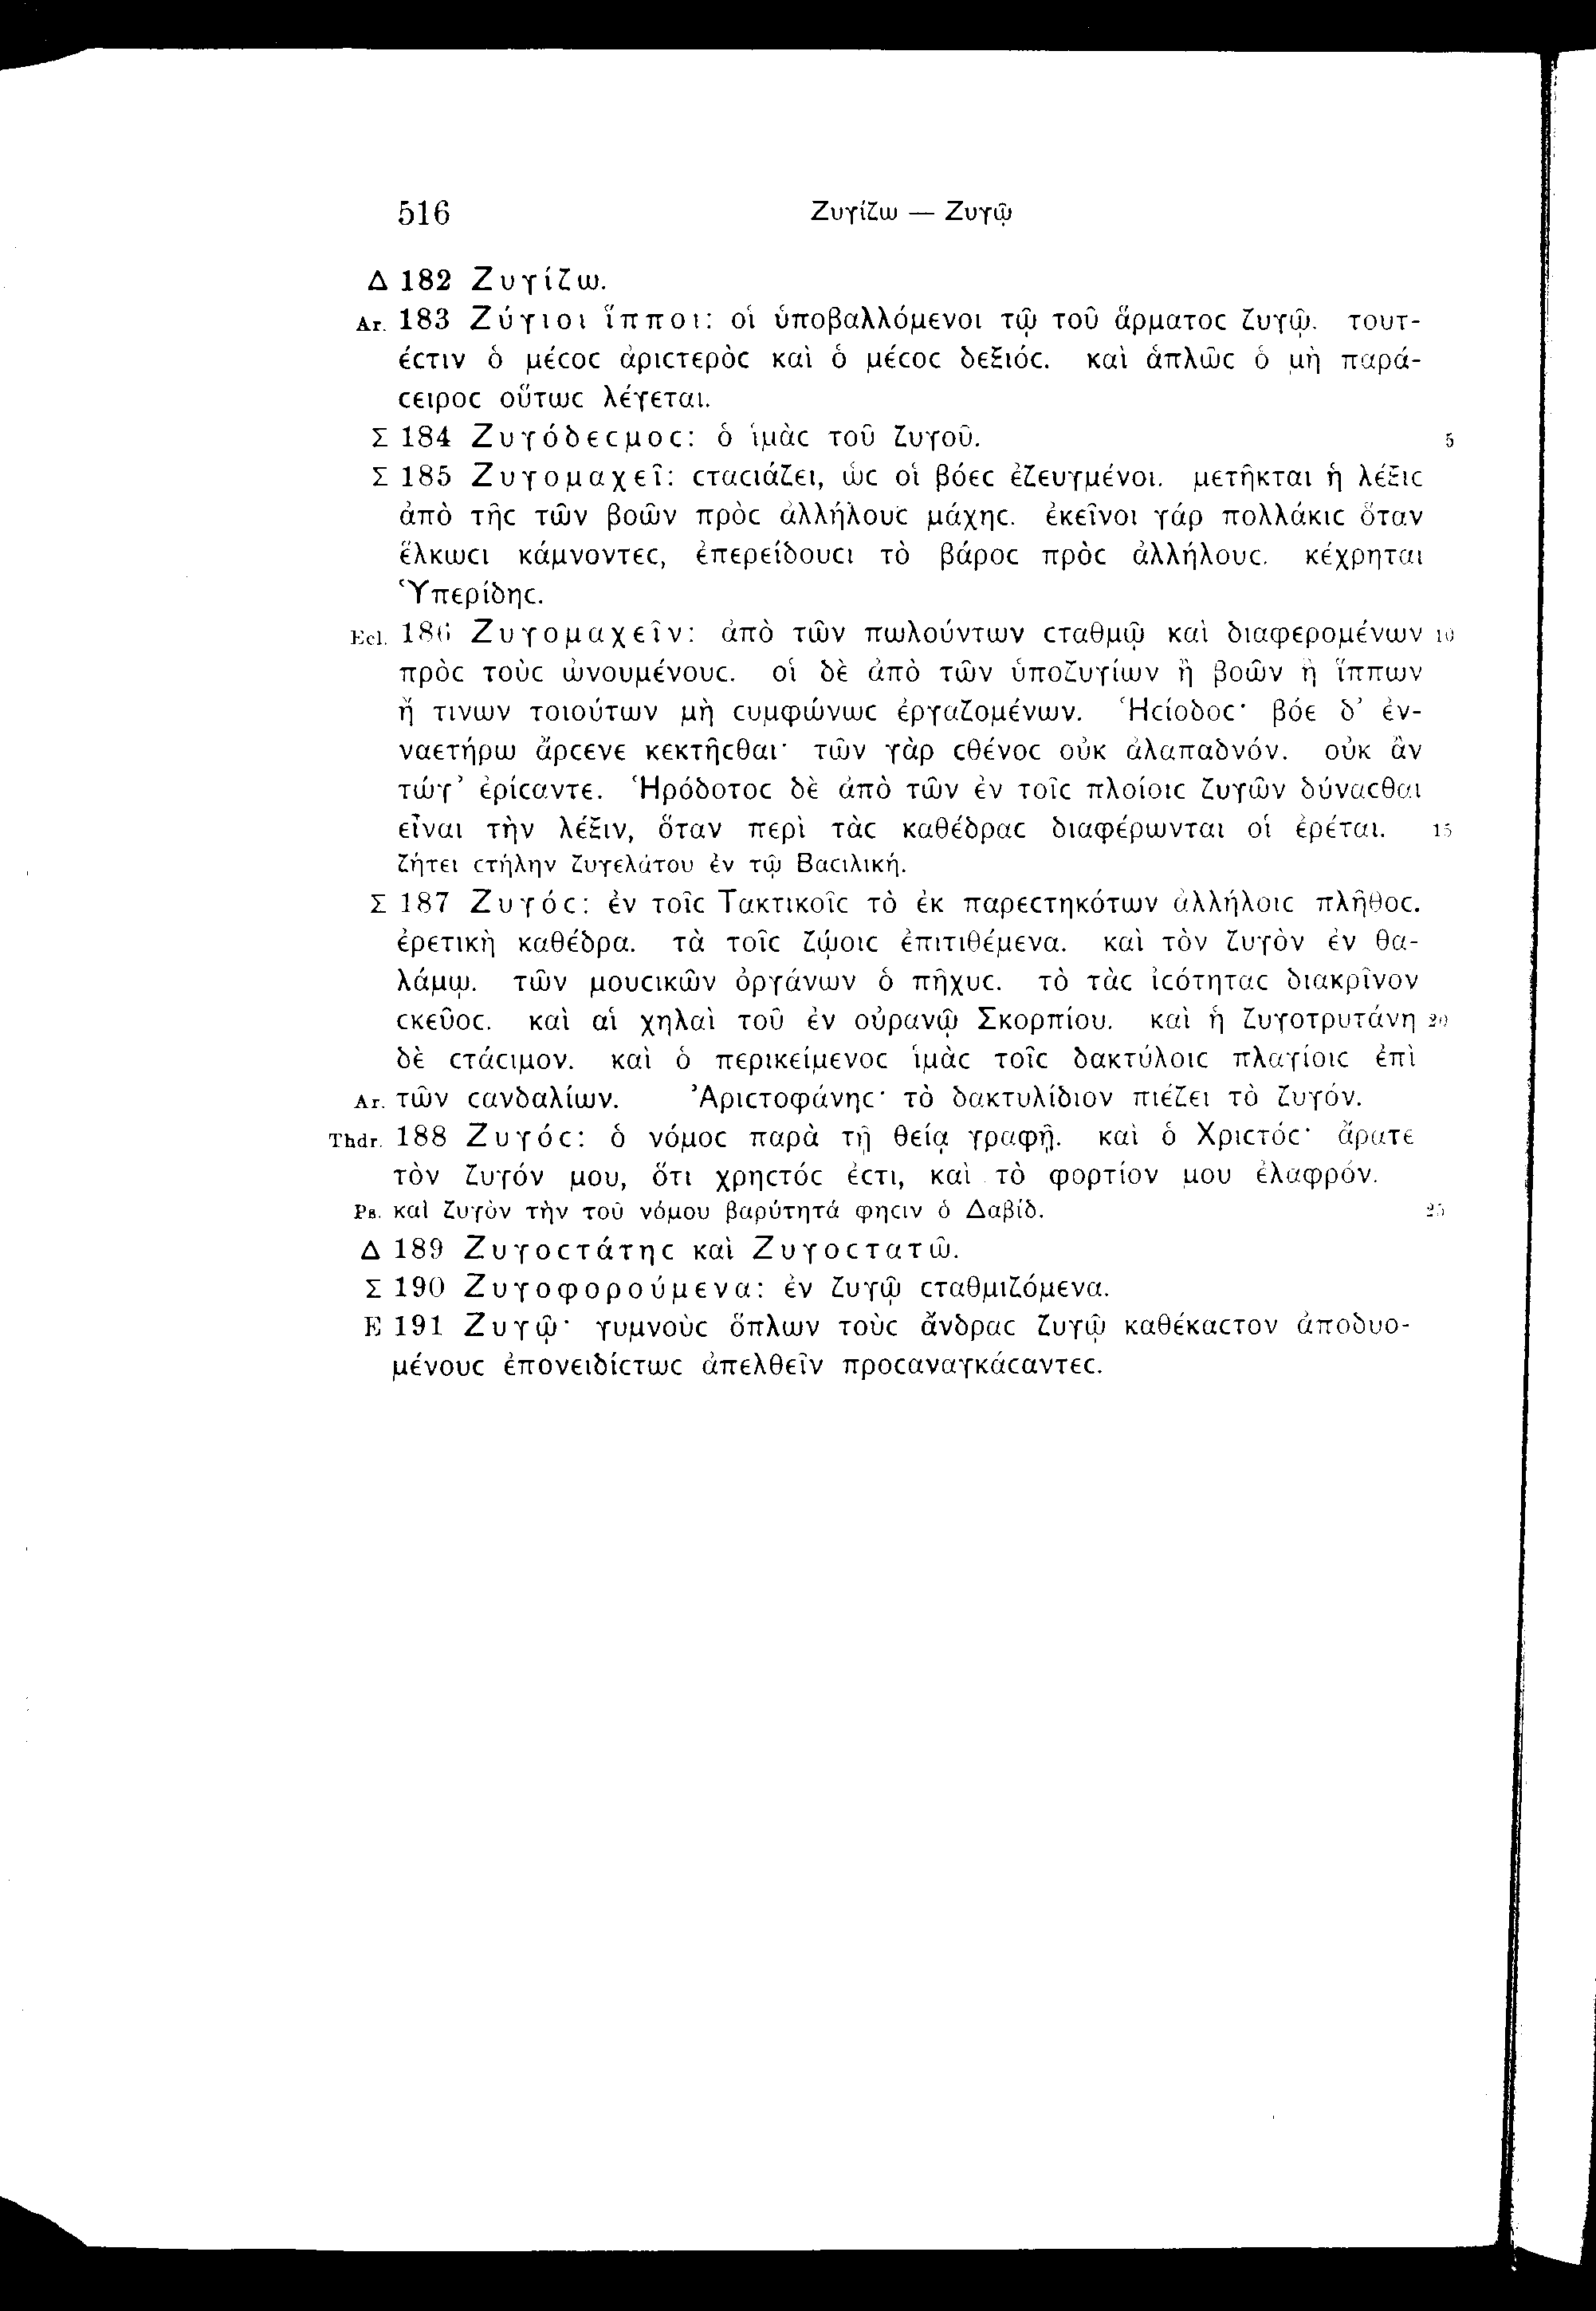 516 Ζυγίζω — Ζυγῷ
Δ 182 Ζυγίζω.
Ar. 183 Ζύγιοι ἵπποι: οἱ ὑποβαλλόμενοι τῷ τοῦ ἅρματοϲ ζυγῷ. τουτ-
έϲτιν ὁ μέϲοϲ ἀριϲτερὸϲ καὶ ὁ μέϲοϲ δεξιόϲ. καὶ ἁπλῶϲ ὁ μὴ παρά-
ϲειροϲ οὕτωϲ λέγεται.
Σ 184 Ζυγόδεϲμοϲ: ὁ ἱμὰϲ τοῦ ζυγοῦ. 5
Σ 185 Ζυγομαχεῖ: ϲταϲιάζει, ὡϲ οἱ βόεϲ ἐζευγμένοι. μετῆκται ἡ λέξιϲ
ἀπὸ τῆϲ τῶν βοῶν πρὸϲ ἀλλήλουϲ μάχηϲ. ἐκεῖνοι γάρ πολλάκιϲ ὅταν
ἕλκωϲι κάμνοντεϲ, ἐπερείδουϲι τὸ βάροϲ πρὸϲ ἀλλήλουϲ. κέχρηται
Ὑπερίδηϲ.
Ecl. 186 Ζυγομαχεῖν: ἀπὸ τῶν πωλούντων ϲταθμῷ καὶ διαφερομένων 10
πρὸϲ τοὺϲ ὠνουμένουϲ. οἱ δὲ ἀπὸ τῶν ὑποζυγίων ἢ βοῶν ἢ ἵππων
ἤ τινων τοιούτων μὴ ϲυμφώνωϲ ἐργαζομένων. Ἡϲίοδοϲ· βόε δ’ ἐν-
ναετήρω ἄρϲενε κεκτῆϲθαι· τῶν γὰρ ϲθένοϲ οὐκ ἀλαπαδνόν. οὐκ ἂν
τώγ’ ἐρίϲαντε. Ἡρόδοτοϲ δὲ ἀπὸ τῶν ἐν τοῖϲ πλοίοιϲ ζυγῶν δύναϲθαι
εἶναι τὴν λέξιν, ὅταν περὶ τὰϲ καθέδραϲ διαφέρωνται οἱ ἐρέται. 15
ζήτει ϲτήλην ζυγελάτου ἐν τῷ Βαϲιλική.
Σ 187 Ζυγόϲ: ἐν τοῖϲ Τακτικοῖϲ τὸ ἐκ παρεϲτηκότων ἀλλήλοιϲ πλῆθοϲ.
ἐρετικὴ καθέδρα. τὰ τοῖϲ ζῴοιϲ ἐπιτιθέμενα. καὶ τὸν ζυγὸν ἐν θα-
λάμῳ. τῶν μουϲικῶν ὀργάνων ὁ πῆχυϲ. τὸ τὰϲ ἰϲότηταϲ διακρῖνον
ϲκεῦοϲ. καὶ αἱ χηλαὶ τοῦ ἐν οὐρανῷ Σκορπίου. καὶ ἡ ζυγοτρυτάνη 20
δὲ ϲτάϲιμον. καὶ ὁ περικείμενοϲ ἱμὰϲ τοῖϲ δακτύλοιϲ πλαγίοιϲ ἐπὶ
Ar. τῶν ϲανδαλίων. Ἀριϲτοφάνηϲ· τὸ δακτυλίδιον πιέζει τὸ ζυγόν.
Thdr. 188 Ζυγόϲ: ὁ νόμοϲ παρὰ τῇ θείᾳ γραφῇ. καὶ ὁ Χριϲτόϲ· ἄρατε
τὸν ζυγόν μου, ὅτι χρηϲτόϲ ἐϲτι, καὶ τὸ φορτίον μου ἐλαφρόν.
Ps. καὶ ζυγὸν τὴν τοῦ νόμου βαρύτητά φηϲιν ὁ Δαβίδ. 25
Δ 189 Ζυγοϲτάτηϲ καὶ Ζυγοϲτατῶ.
Σ 190 Ζυγοφορούμενα: ἐν ζυγῷ ϲταθμιζόμενα.
E 191 Ζυγῷ· γυμνοὺϲ ὅπλων τοὺϲ ἄνδραϲ ζυγῷ καθέκαϲτον ἀποδυο-
μένουϲ ἐπονειδίϲτωϲ ἀπελθεῖν προϲαναγκάϲαντεϲ.